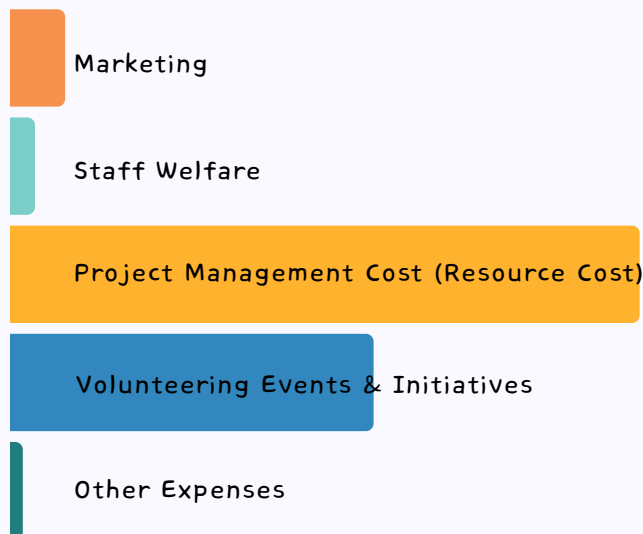 Marketing
Staff Welfare
Project Management Cost (Resource Cost)
Volunteering Events & Initiatives
Other Expenses